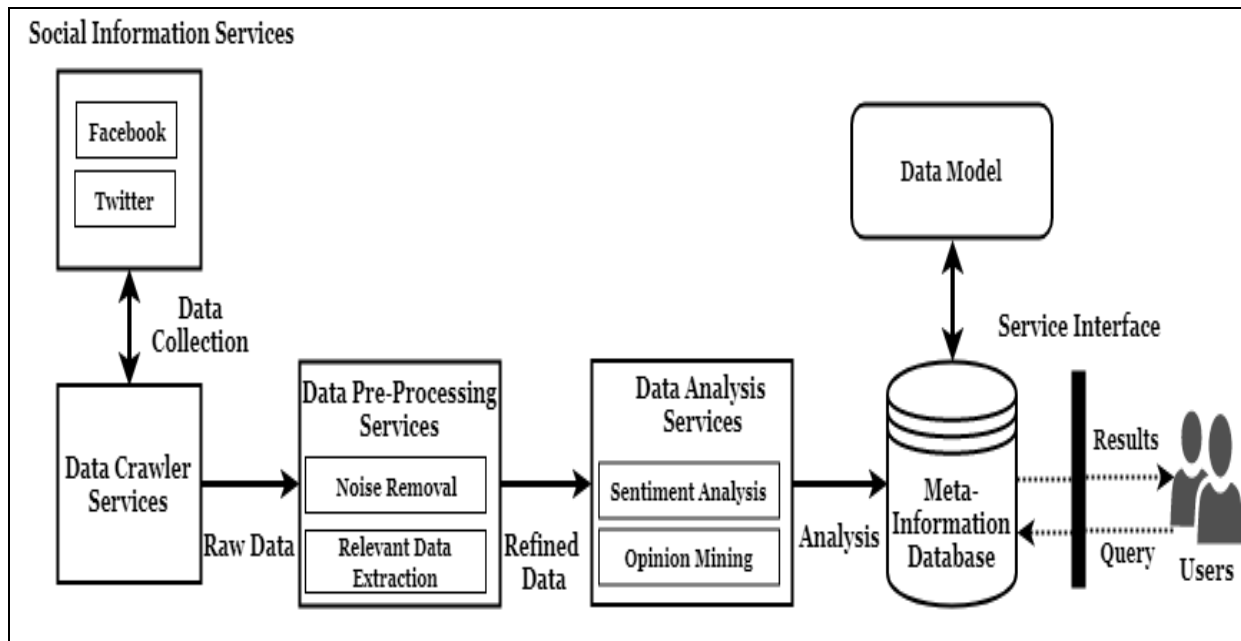 Social Information Services
Facebook
Twitter
Data
Collection
Data Crawler
Services
Raw Data
Data Pre-Processing
Services
Noise Removal
Relevant Data
Extraction
Refined
Data
Data Analysis
Services
Sentiment Analysis
Opinion Mining
Analysis
Data Model
Meta-
Information
Database
Service Interface
Results
Query
Users